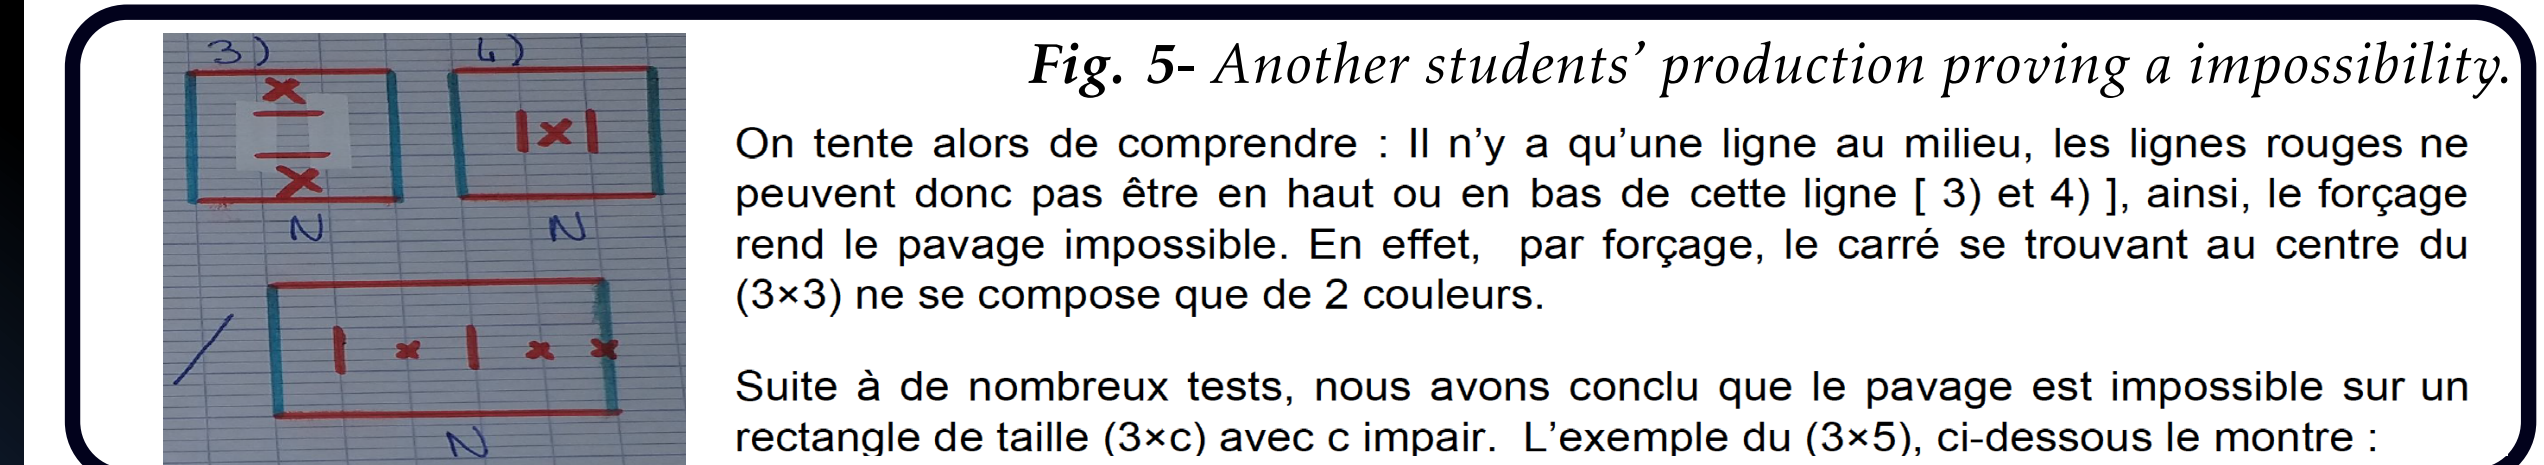 Fig. 5- Another students' production proving a impossibility.
3) 4)
N N
N
On tente alors de comprendre : Il n'y a qu'une ligne au milieu, les lignes rouges ne
peuvent donc pas être en haut ou en bas de cette ligne [ 3) et 4) ], ainsi, le forçage
rend le pavage impossible. En effet, par forçage, le carré se trouvant au centre du
(3×3) ne se compose que de 2 couleurs.
Suite à de nombreux tests, nous avons conclu que le pavage est impossible sur un
rectangle de taille (3×c) avec c impair. L'exemple du (3×5), ci-dessous le montre :